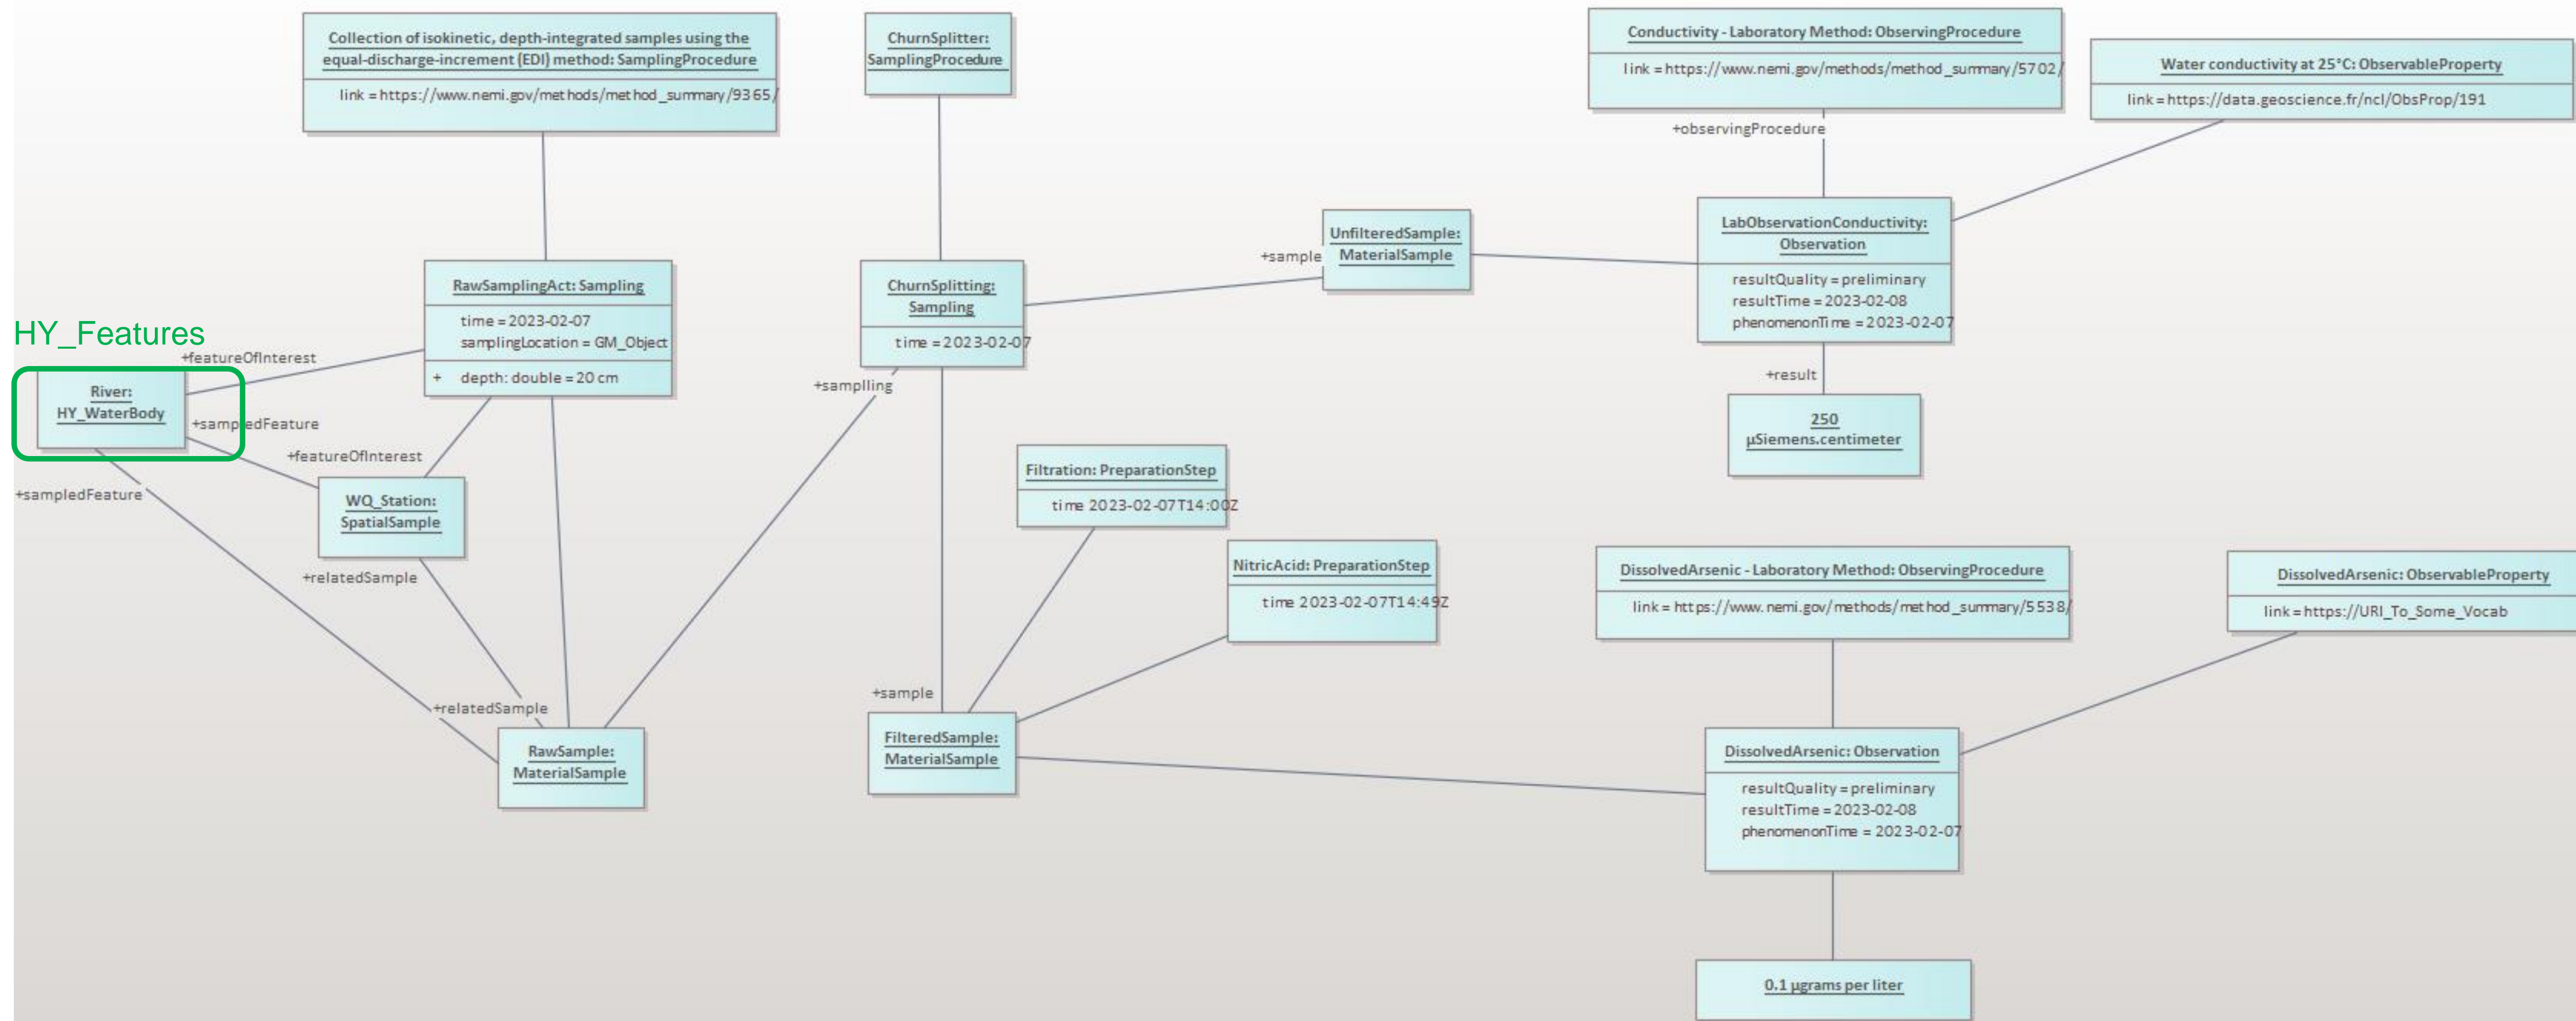 Collection of isokinetic, depth-integrated samples using the
equal-discharge-increment (EDI) method: SamplingProcedure
link = https://www.nemi.gov/methods/method_summary/9365/
ChurnSplitter:
SamplingProcedure
Conductivity - Laboratory Method: ObservingProcedure
link = https://www.nemi.gov/methods/method_summary/5702/
Water conductivity at 25°C: ObservableProperty
link = https://data.geoscience.fr/ncl/ObsProp/191
+observingProcedure
UnfilteredSample:
MaterialSample
+sample
LabObservationConductivity:
Observation
resultQuality = preliminary
resultTime = 2023-02-08
phenomenonTime = 2023-02-07
RawSamplingAct: Sampling
time = 2023-02-07
samplingLocation = GM_Object
+ depth: double = 20 cm
ChurnSplitting:
Sampling
time = 2023-02-07
HY_Features
+featureOfInterest
River:
HY_WaterBody
+sampledFeature
+samplling
+result
250
µSiemens.centimeter
+featureOfInterest
+sampledFeature
WQ_Station:
SpatialSample
Filtration: PreparationStep
time 2023-02-07T14:00Z
NitricAcid: PreparationStep
time 2023-02-07T14:49Z
DissolvedArsenic - Laboratory Method: ObservingProcedure
link = https://www.nemi.gov/methods/method_summary/5538/
DissolvedArsenic: ObservableProperty
link = https://URI_To_Some_Vocab
+relatedSample
+relatedSample
+sample
RawSample:
MaterialSample
FilteredSample:
MaterialSample
DissolvedArsenic: Observation
resultQuality = preliminary
resultTime = 2023-02-08
phenomenonTime = 2023-02-07
0.1 µgrams per liter